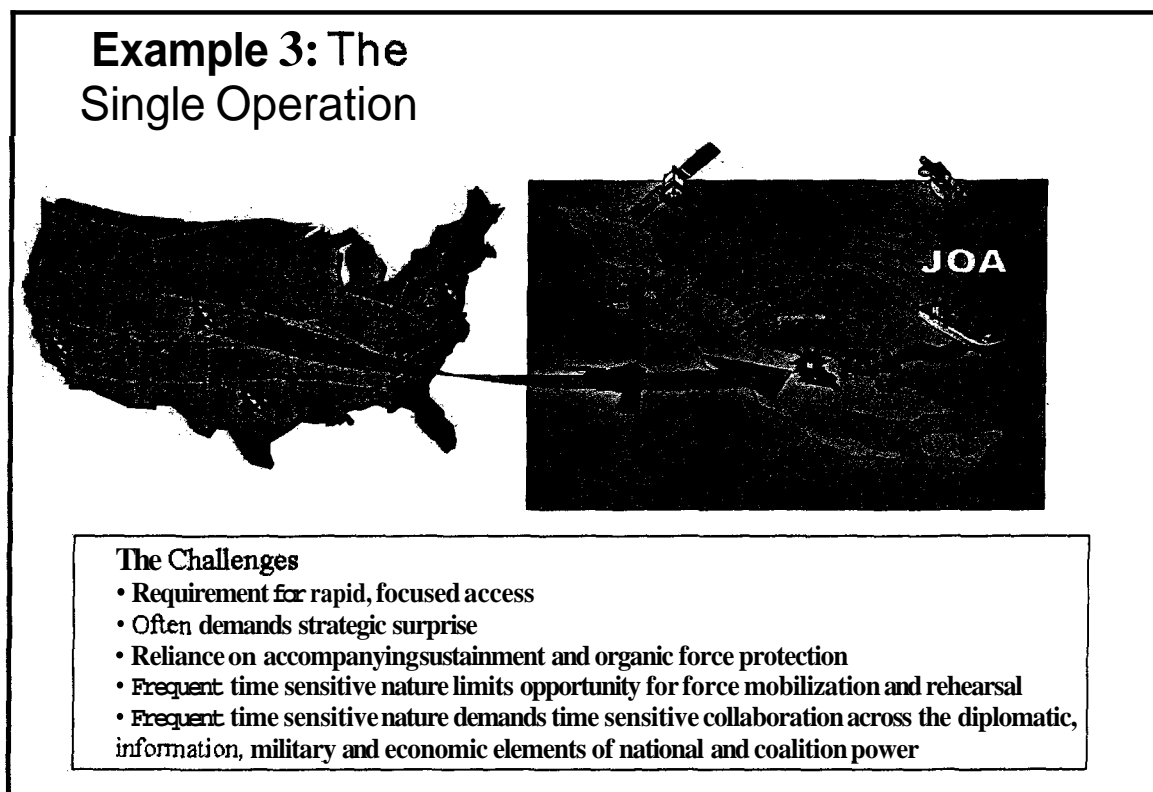 Example 3: The
Single Operation
JOA
The Challenges
• Requirement for rapid, focused access
• Often demands strategic surprise
• Reliance on accompanying sustainment and organic force protection
• Frequent time sensitive nature limits opportunity for force mobilization and rehearsal
• Frequent time sensitive nature demands time sensitive collaboration across the diplomatic,
information, military and economic elements of national and coalition power